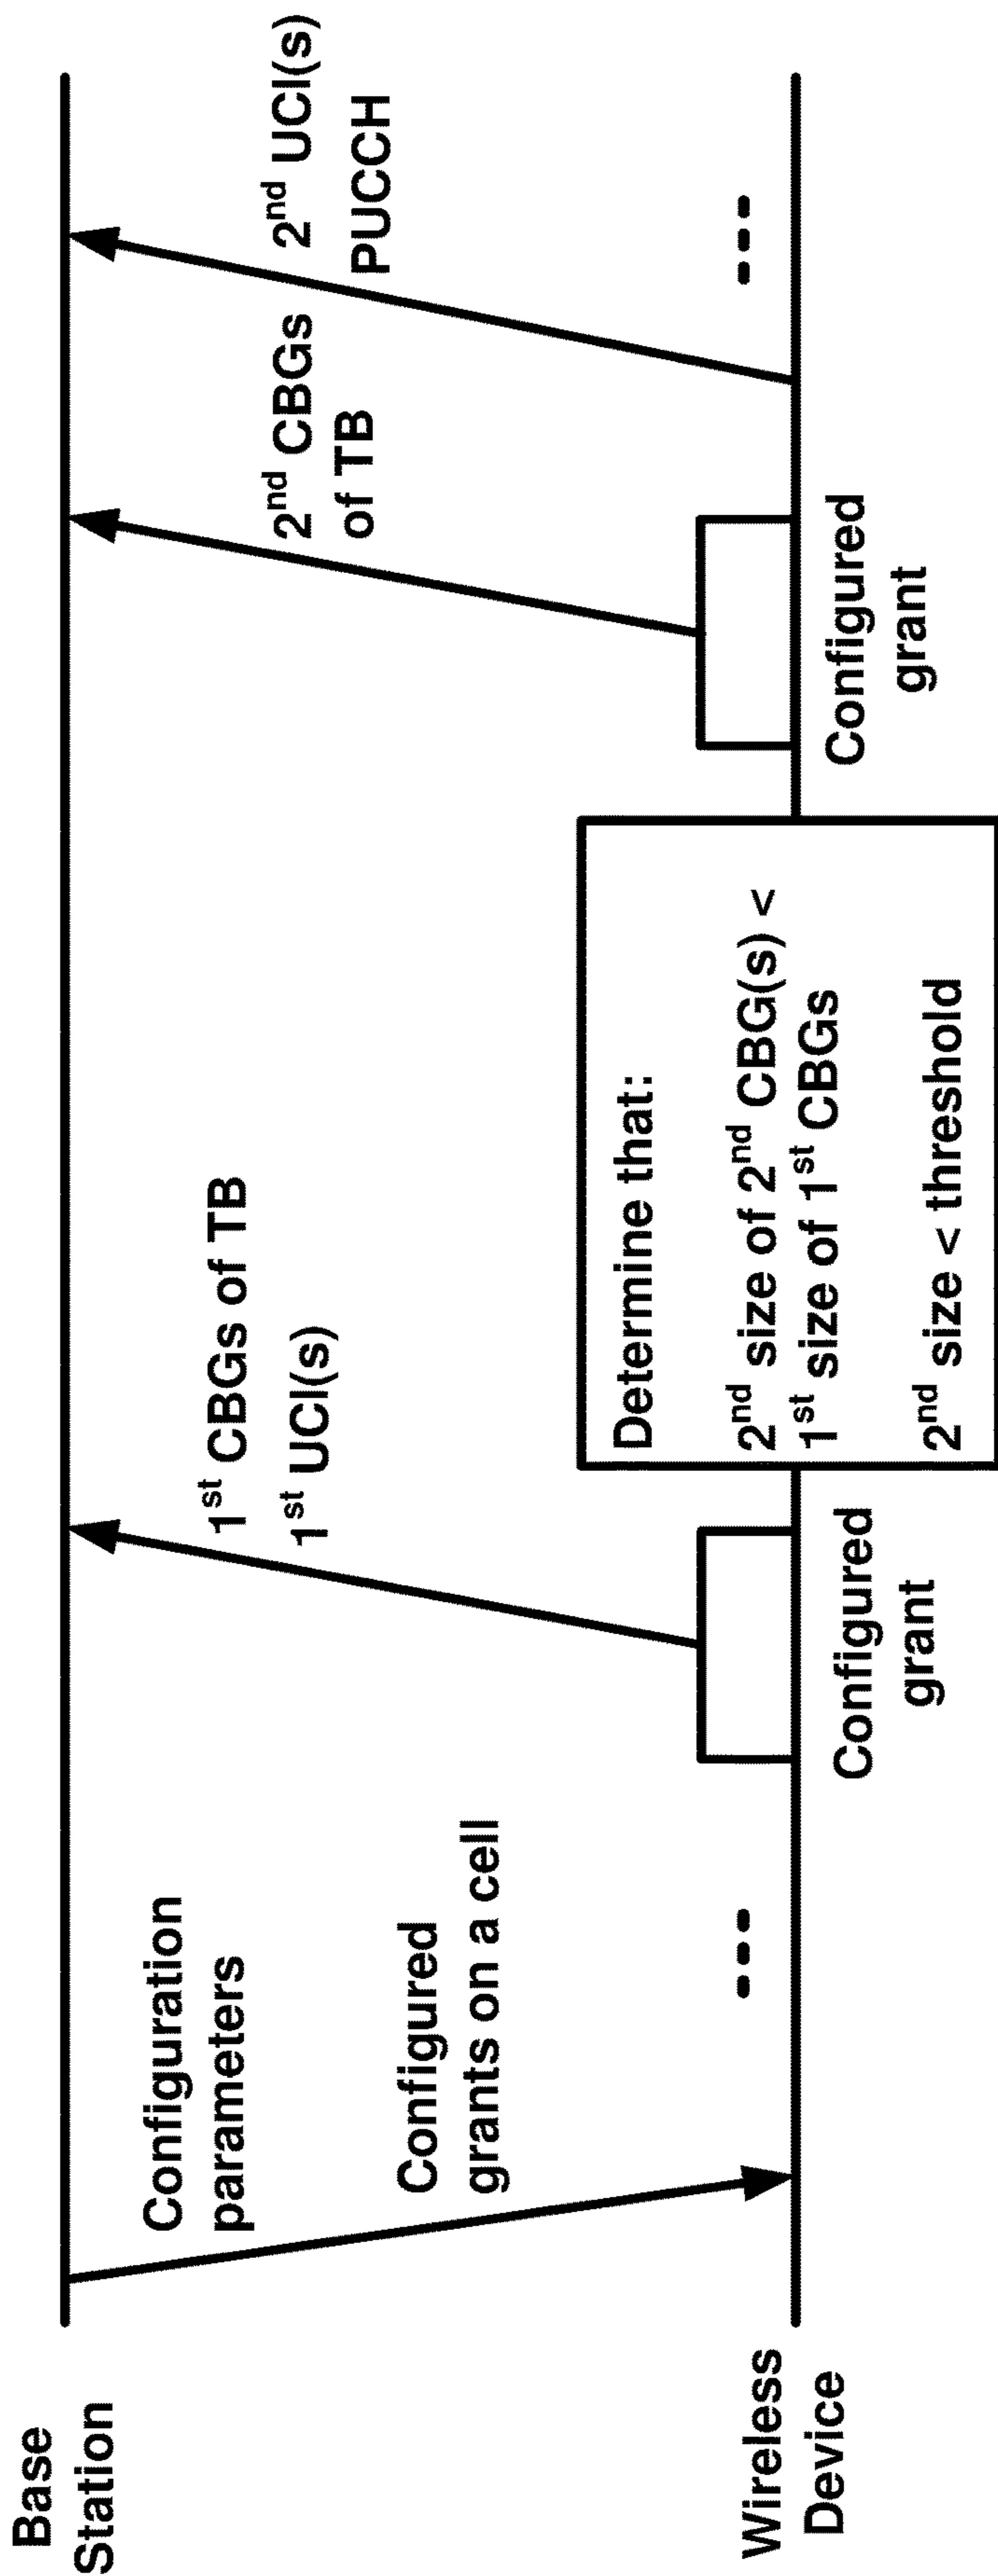 Base
Station
Configuration
parameters
Configured
grants on a cell
1st CBGs of TB
1st UCI(s)
2nd CBGs
of TB
2nd UCI(s)
PUCCH
Wireless
Device
Configured
grant
Determine that:
2nd size of 2nd CBG(s) <
1st size of 1st CBGs
2nd size < threshold
Configured
grant